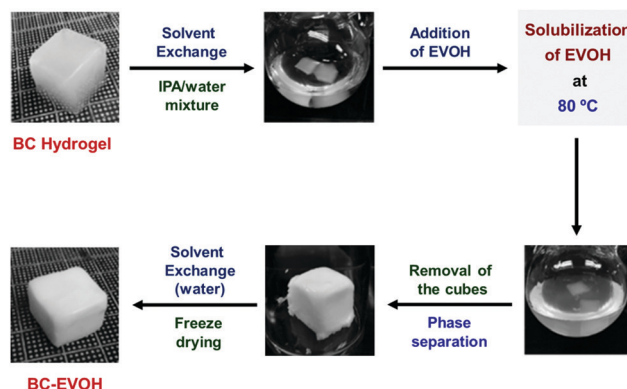 Solvent
Exchange
IPA/water
mixture
BC Hydrogel
Addition
of EVOH
Solubilization
of EVOH
at
80 ºC
Removal of
the cubes
Phase
separation
Solvent
Exchange
(water)
Freeze
drying
BC-EVOH